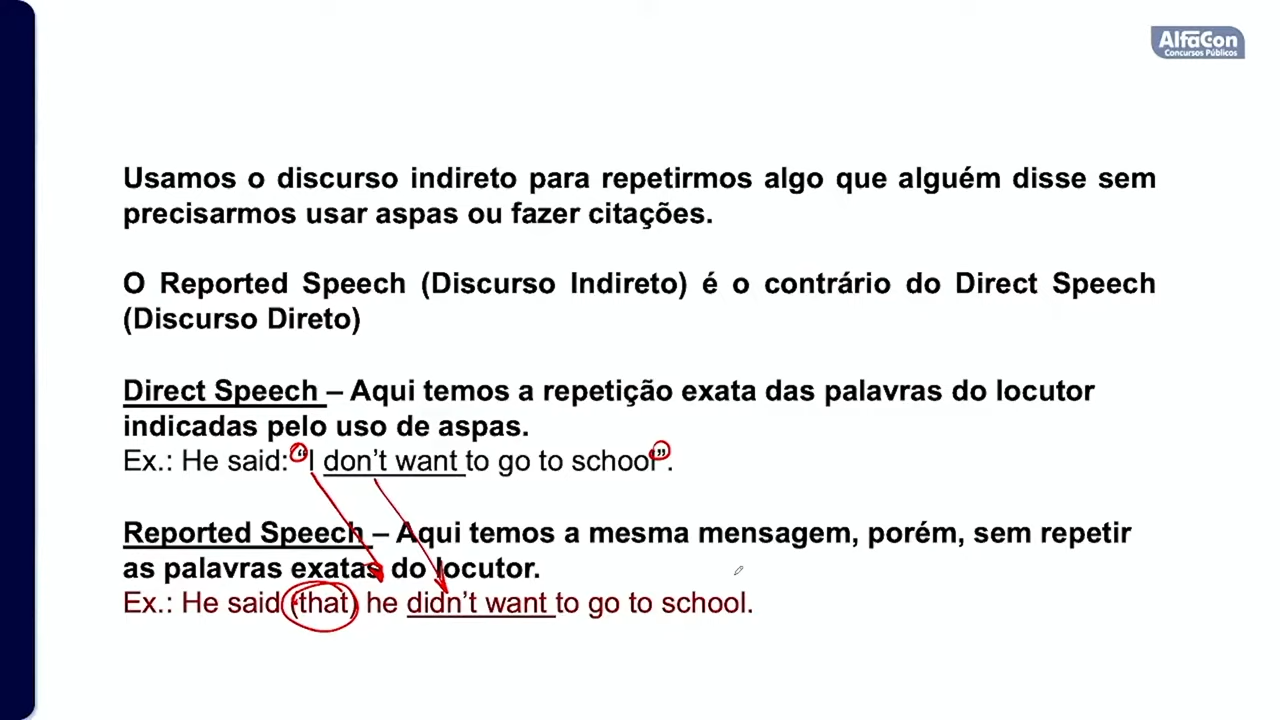 AlfaCon
Concursos Públicos
Usamos o discurso indireto para repetirmos algo que alguém disse sem
precisarmos usar aspas ou fazer citações.
O Reported Speech (Discurso Indireto) é o contrário do Direct Speech
(Discurso Direto)
Direct Speech – Aqui temos a repetição exata das palavras do locutor
indicadas pelo uso de aspas.
Ex.: He said: “I don’t want to go to school”.
Reported Speech – Aqui temos a mesma mensagem, porém, sem repetir
as palavras exatas do locutor.
Ex.: He said (that) he didn’t want to go to school.